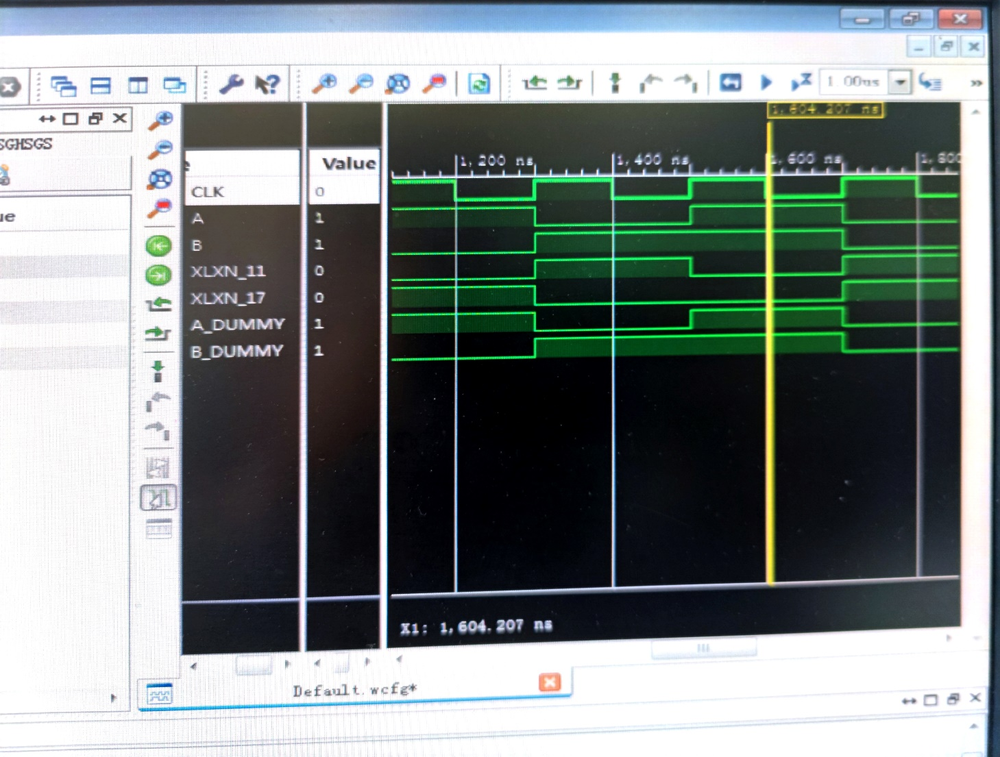 1.00us
SGHSGS
1,604.207 ns
e Value
1,200 ns 1,400 ns 1,600 ns 1,800
CLK 0
ue
A 1
B 1
XLXN_11 0
XLXN_17 0
A_DUMMY 1
B_DUMMY 1
X1: 1,604.207 ns
Default.wcfg*